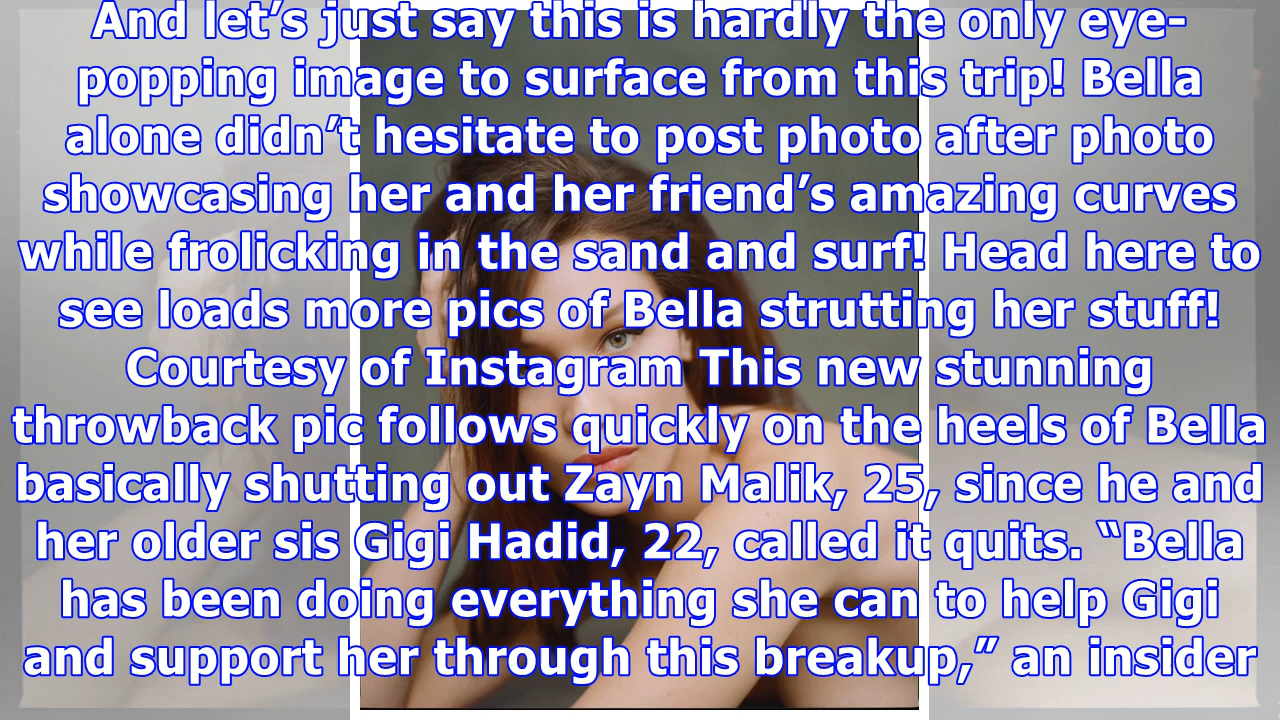 And let’s just say this is hardly the only eye-
popping image to surface from this trip! Bella
alone didn’t hesitate to post photo after photo
showcasing her and her friend’s amazing curves
while frolicking in the sand and surf! Head here to
see loads more pics of Bella strutting her stuff!
Courtesy of Instagram This new stunning
throwback pic follows quickly on the heels of Bella
basically shutting out Zayn Malik, 25, since he and
her older sis Gigi Hadid, 22, called it quits. “Bella
has been doing everything she can to help Gigi
and support her through this breakup,” an insider